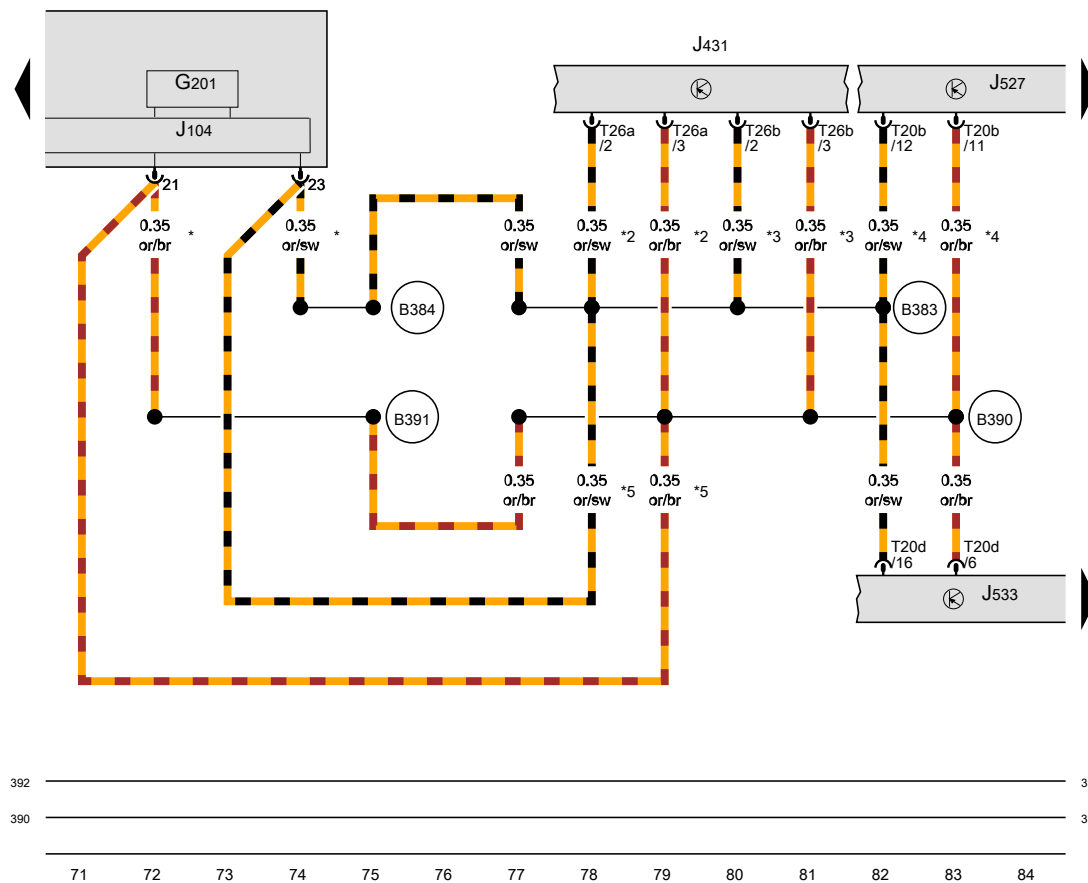 J431
G201
J527
J104
T26a
/2
T26a
/3
T26b
/2
T26b
/3
T20b
/12
T20b
/11
21
23
0.35
or/br
*
0.35
or/sw
*
0.35
or/sw
0.35
or/sw
*2
0.35
or/br
*2
0.35
or/sw
*3
0.35
or/br
*3
0.35
or/sw
*4
0.35
or/br
*4
B384
B383
B391
B390
0.35
or/br
0.35
or/sw
*5
0.35
or/br
*5
0.35
or/sw
0.35
or/br
T20d
/16
T20d
/6
J533
392
3
390
3
71 72 73 74 75 76 77 78 79 80 81 82 83 84